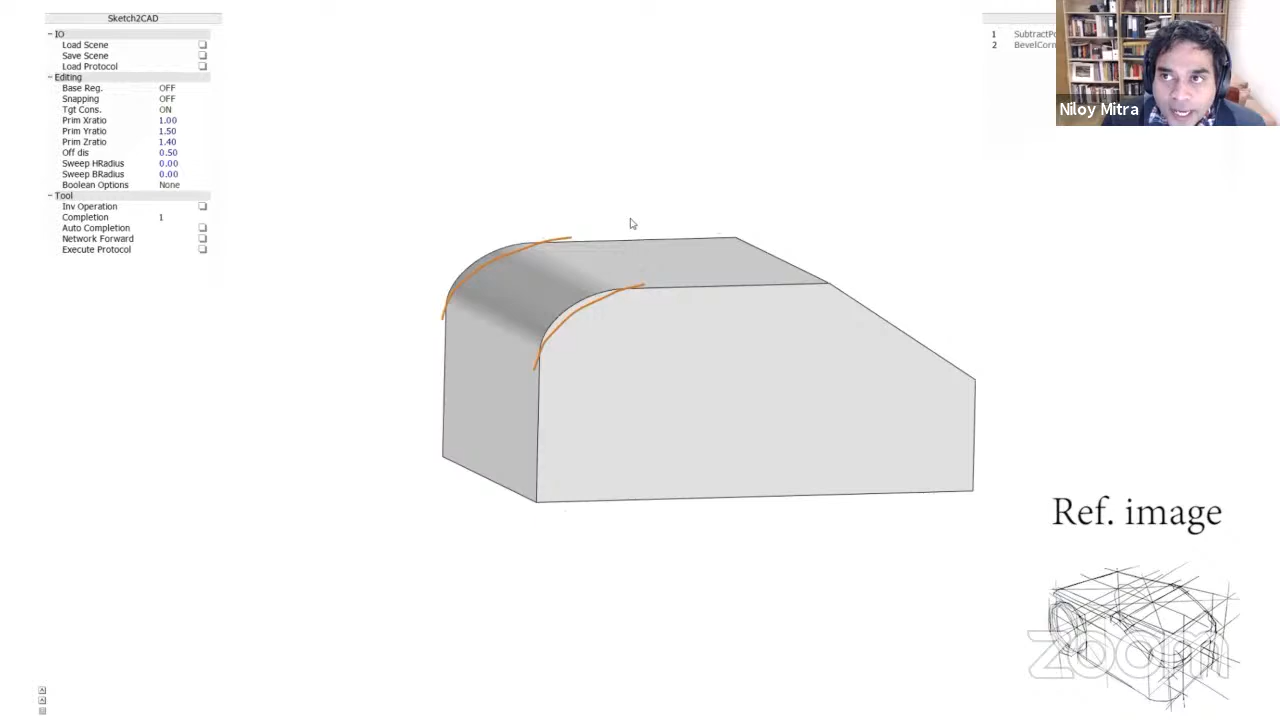 Sketch2CAD
IO
Load Scene
Save Scene
Load Protocol
Editing
Base Reg. OFF
Snapping OFF
Tgt Cons. ON
Prim Xratio 1.00
Prim Yratio 1.50
Prim Zratio 1.40
Off dis 0.50
Sweep HRadius 0.00
Sweep BRadius 0.00
Boolean Options None
Tool
Inv Operation
Completion 1
Auto Completion
Network Forward
Execute Protocol
1 SubtractPo
2 BevelCorn
Niloy Mitra
Ref. image
zoom